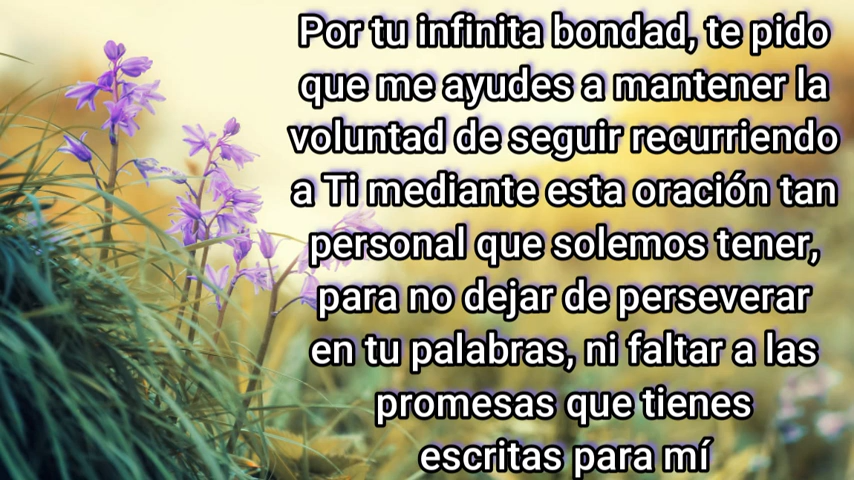 Por tu infinita bondad, te pido
que me ayudes a mantener la
voluntad de seguir recurriendo
a Ti mediante esta oración tan
personal que solemos tener,
para no dejar de perseverar
en tu palabras, ni faltar a las
promesas que tienes
escritas para mí